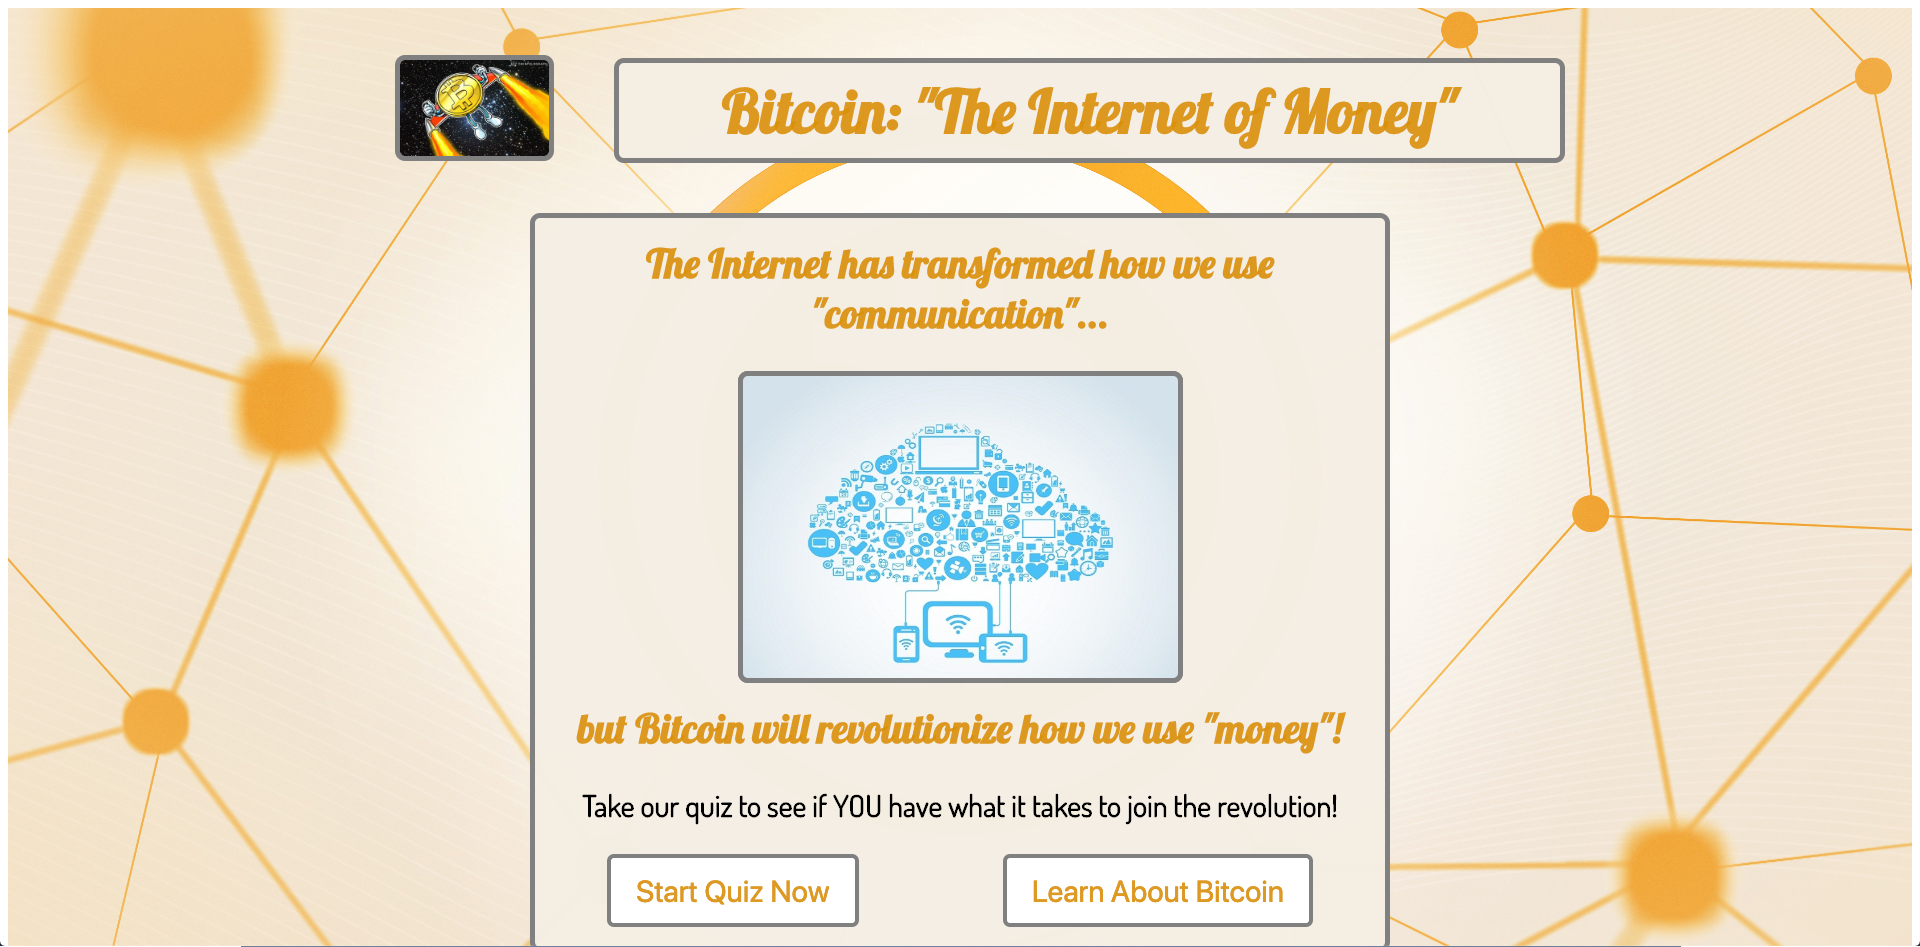 Bitcoin: "The Internet of Money"
The Internet has transformed how we use
"communication"...
but Bitcoin will revolutionize how we use "money"!
Take our quiz to see if YOU have what it takes to join the revolution!
Start Quiz Now
Learn About Bitcoin